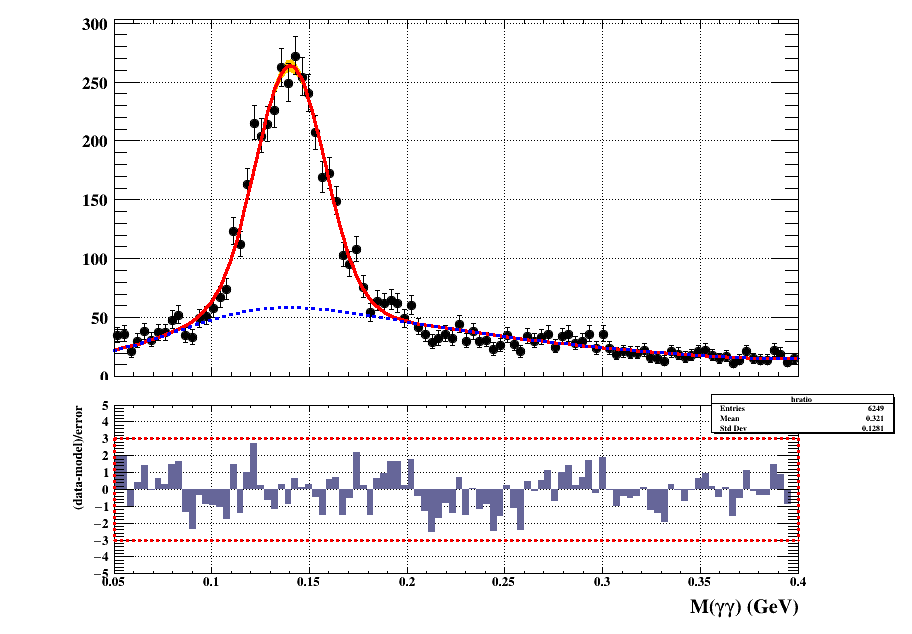 300
250
200
150
100
50
0
(data-model)/error
5
4
3
2
1
0
−1
−2
−3
−4
−5
hratio
Entries 6249
Mean 0.321
Std Dev 0.1281
0.05 0.1 0.15 0.2 0.25 0.3 0.35 0.4
M(γγ) (GeV)